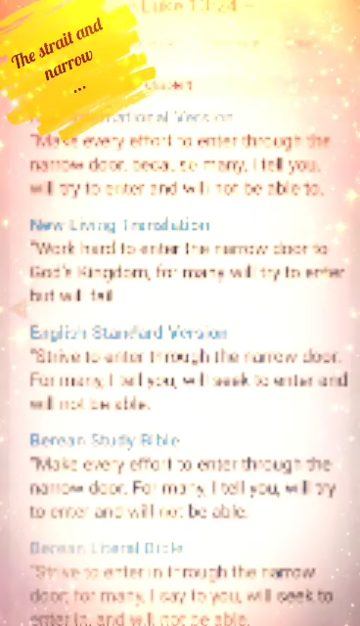 Luke 13:24
The strait and
narrow
...
national Version
"Make every effort to enter through the
narrow door, because many, I tell you,
will try to enter and will not be able to.
New Living Translation
"Work hard to enter the narrow door to
God's Kingdom, for many will try to enter
but will fail.
English Standard Version
"Strive to enter through the narrow door.
For many, I tell you, will seek to enter and
will not be able.
Berean Study Bible
"Make every effort to enter through the
narrow door. For many, I tell you, will try
to enter and will not be able.
Berean Literal Bible
"Strive to enter in through the narrow
door; for many, I say to you, will seek to
enter in, and will not be able.